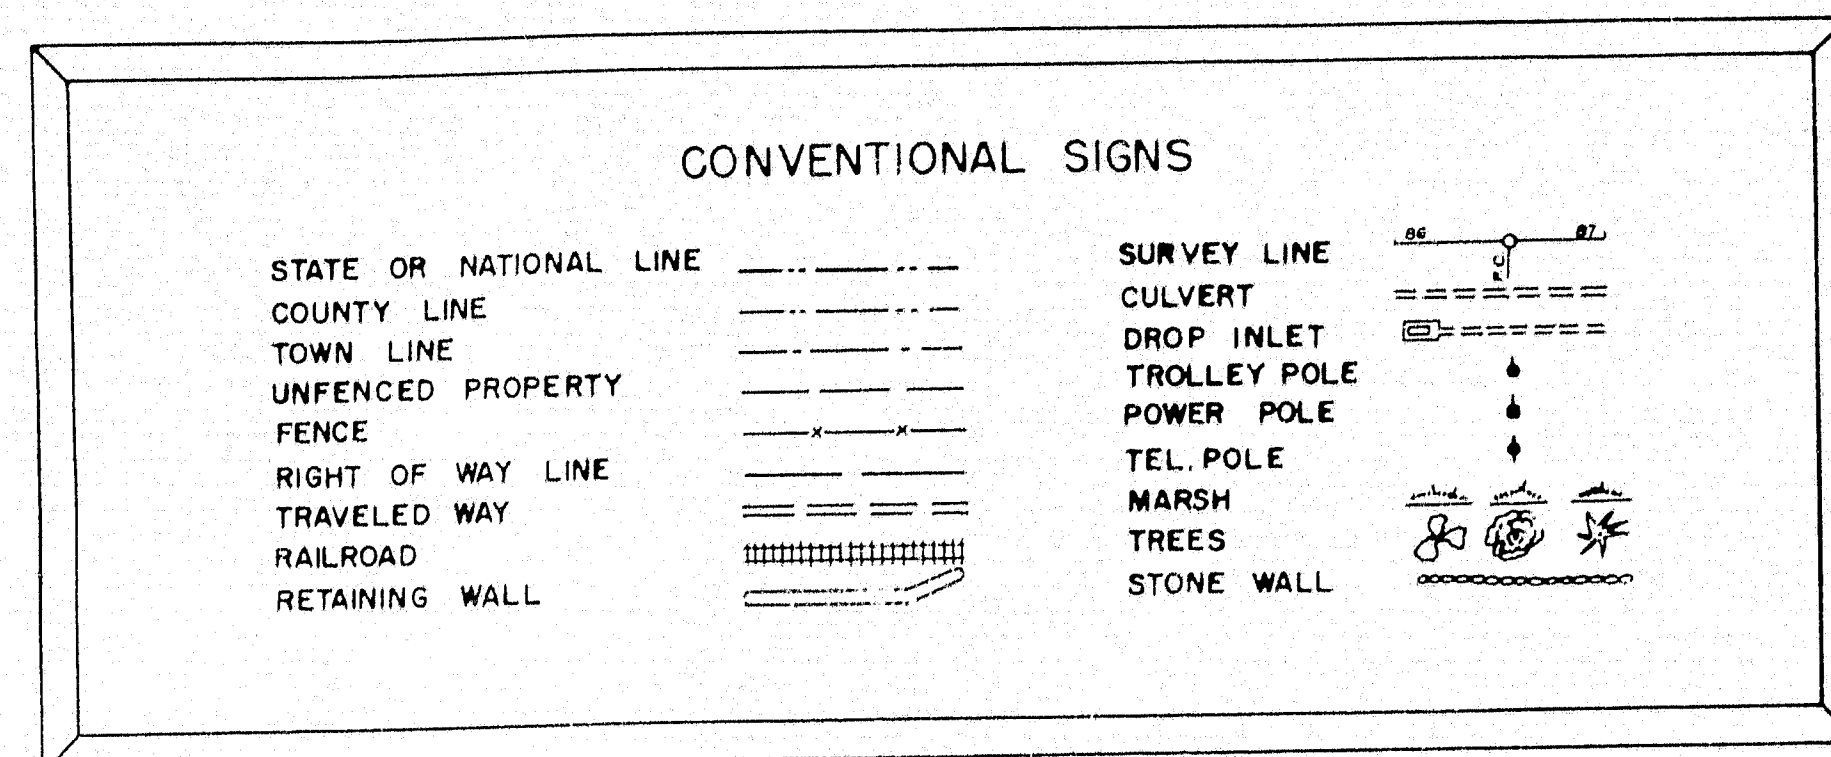 CONVENTIONAL SIGNS
STATE OR NATIONAL LINE
COUNTY LINE
TOWN LINE
UNFENCED PROPERTY
FENCE
RIGHT OF WAY LINE
TRAVELED WAY
RAILROAD
RETAINING WALL
SURVEY LINE
86 87
P.C.
CULVERT
DROP INLET
TROLLEY POLE
POWER POLE
TEL. POLE
MARSH
TREES
STONE WALL